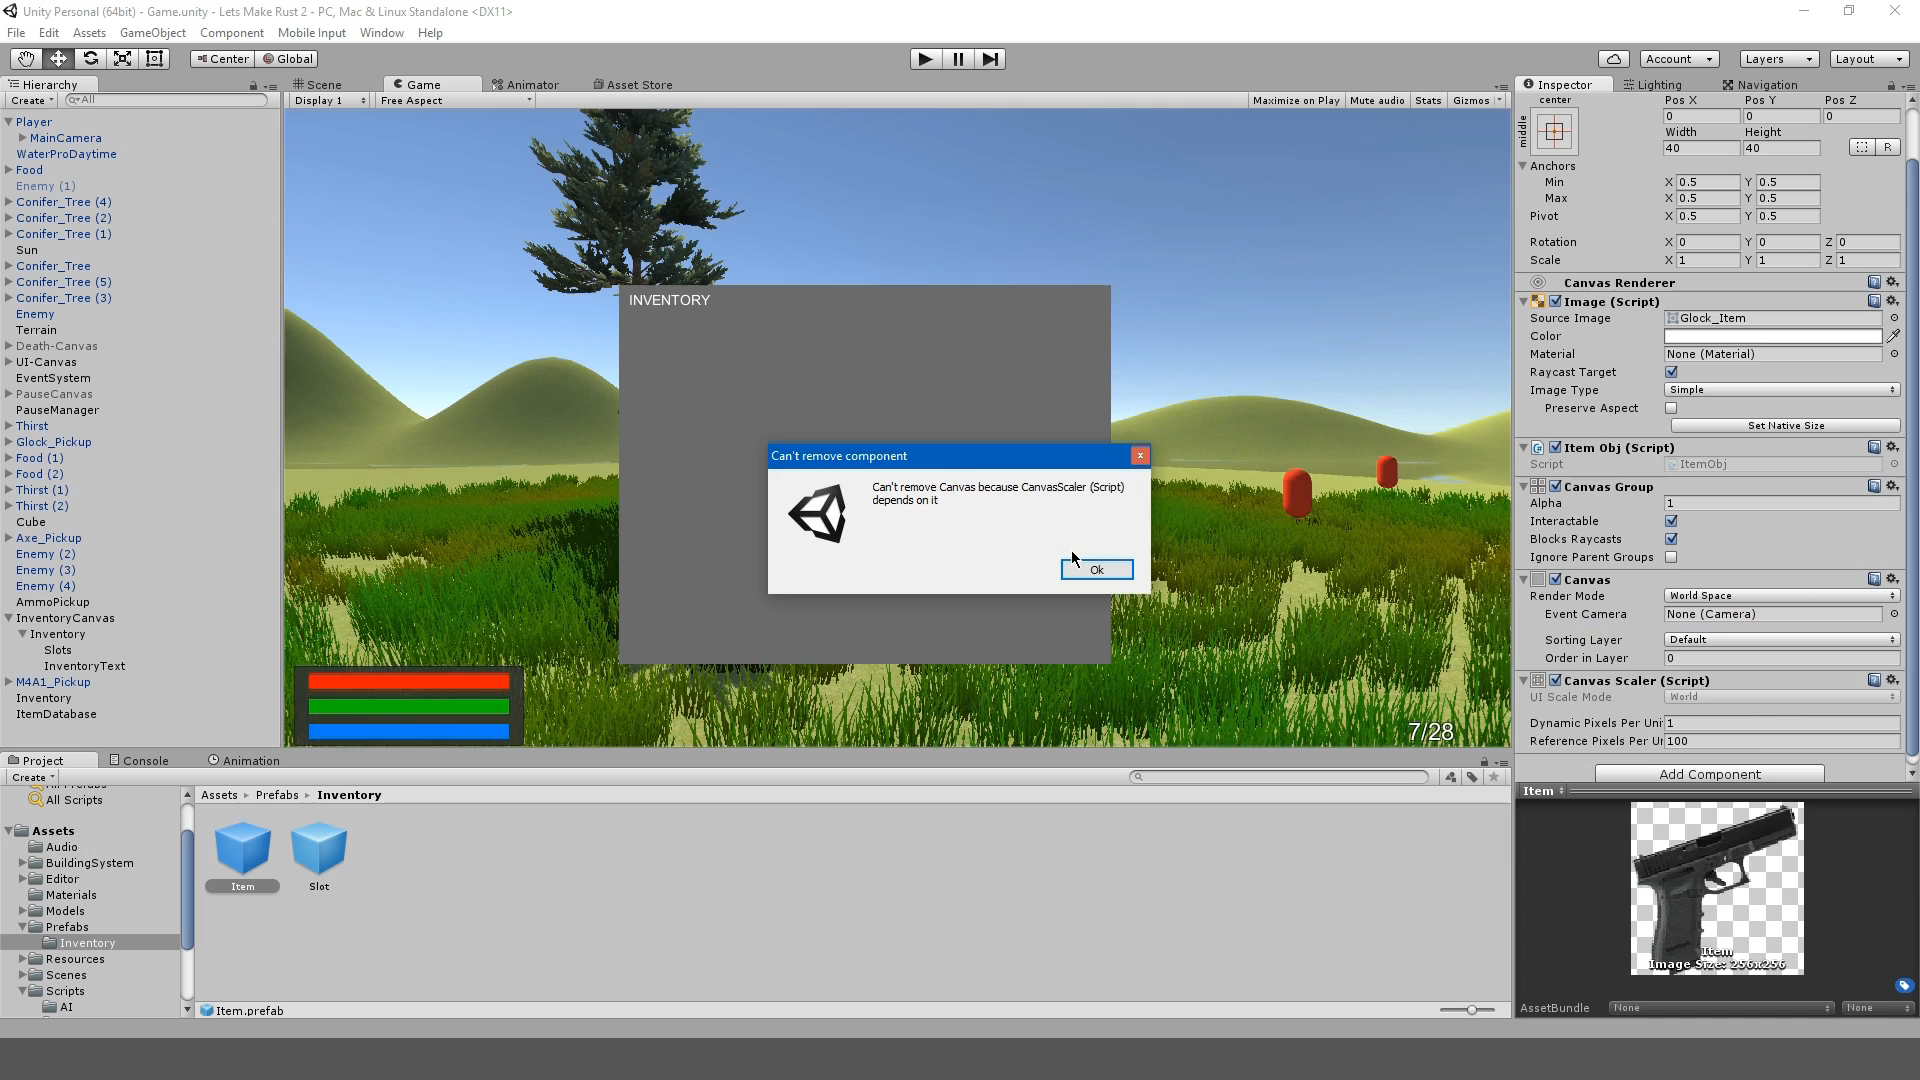 Unity Personal (64bit) - Game.unity - Lets Make Rust 2 - PC, Mac & Linux Standalone <DX11>
File Edit Assets GameObject Component Mobile Input Window Help
Center Global Account Layers Layout
Hierarchy
Create All
Player
MainCamera
WaterProDaytime
Food
Enemy (1)
Conifer_Tree (4)
Conifer_Tree (2)
Conifer_Tree (1)
Sun
Conifer_Tree
Conifer_Tree (5)
Conifer_Tree (3)
Enemy
Terrain
Death-Canvas
UI-Canvas
EventSystem
PauseCanvas
PauseManager
Thirst
Glock_Pickup
Food (1)
Food (2)
Thirst (1)
Thirst (2)
Cube
Axe_Pickup
Enemy (2)
Enemy (3)
Enemy (4)
AmmoPickup
InventoryCanvas
Inventory
Slots
InventoryText
M4A1_Pickup
Inventory
ItemDatabase
Scene Game Animator Asset Store
Display 1 Free Aspect Maximize on Play Mute audio Stats Gizmos
INVENTORY
Can't remove component x
Can't remove Canvas because CanvasScaler (Script)
depends on it
Ok
7/28
Inspector Lighting Navigation
center Pos X Pos Y Pos Z
middle
0 0 0
Width Height
40 40 R
Anchors
Min X 0.5 Y 0.5
Max X 0.5 Y 0.5
Pivot X 0.5 Y 0.5
Rotation X 0 Y 0 Z 0
Scale X 1 Y 1 Z 1
Canvas Renderer
Image (Script)
Source Image Glock_Item
Color
Material None (Material)
Raycast Target
Image Type Simple
Preserve Aspect
Set Native Size
Item Obj (Script)
Script ItemObj
Canvas Group
Alpha 1
Interactable
Blocks Raycasts
Ignore Parent Groups
Canvas
Render Mode World Space
Event Camera None (Camera)
Sorting Layer Default
Order in Layer 0
Canvas Scaler (Script)
UI Scale Mode World
Dynamic Pixels Per Uni 1
Reference Pixels Per Ur 100
Add Component
Item
Item
Image Size: 256x256
AssetBundle None None
Project Console Animation
Create
All Scripts
Assets
Audio
BuildingSystem
Editor
Materials
Models
Prefabs
Inventory
Resources
Scenes
Scripts
AI
Assets Prefabs Inventory
Item Slot
Item.prefab